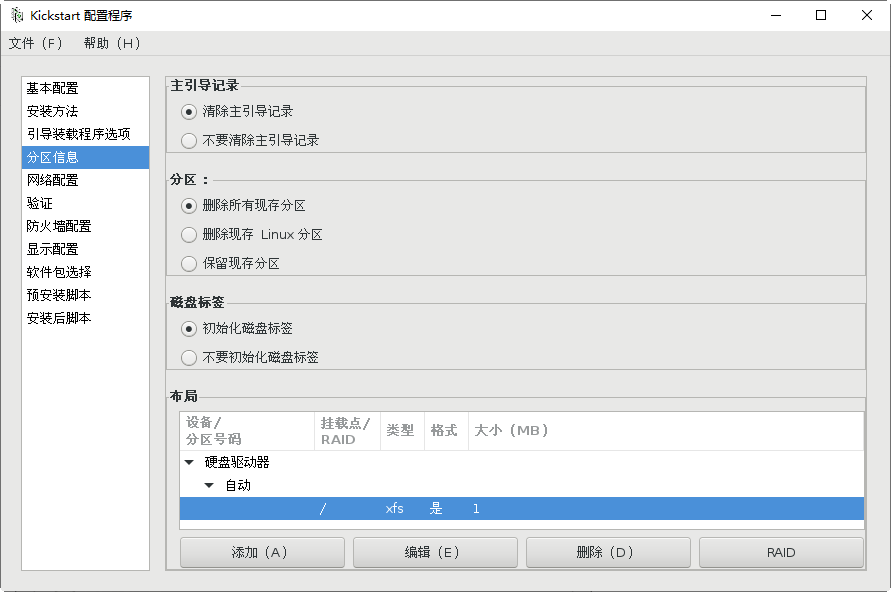 Kickstart 配置程序
文件（F） 帮助（H）
基本配置
安装方法
引导装载程序选项
分区信息
网络配置
验证
防火墙配置
显示配置
软件包选择
预安装脚本
安装后脚本
主引导记录
清除主引导记录
不要清除主引导记录
分区：
删除所有现存分区
删除现存 Linux 分区
保留现存分区
磁盘标签
初始化磁盘标签
不要初始化磁盘标签
布局
设备/
分区号码
挂载点/
RAID
类型
格式
大小（MB）
硬盘驱动器
自动
/ xfs 是 1
添加（A） 编辑（E） 删除（D） RAID